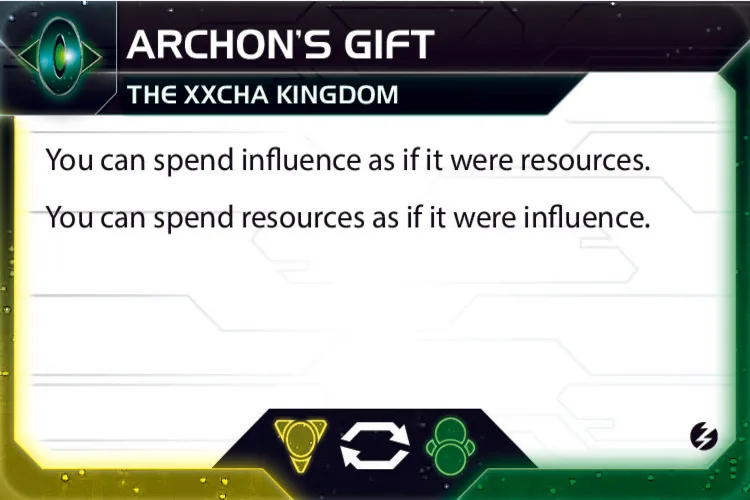 ARCHON'S GIFT
THE XXCHA KINGDOM
You can spend influence as if it were resources.
You can spend resources as if it were influence.